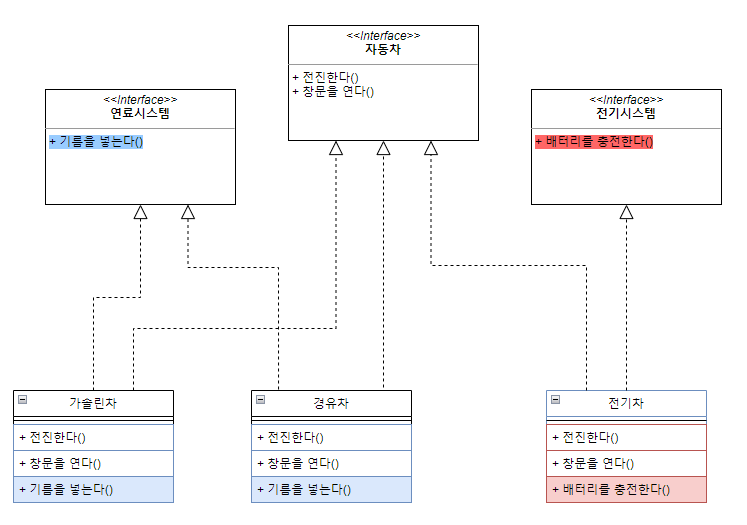 <<Interface>>
자동차
+ 전진한다()
+ 창문을 연다()
<<Interface>>
연료시스템
+ 기름을 넣는다()
<<Interface>>
전기시스템
+ 배터리를 충전한다()
가솔린차
+ 전진한다()
+ 창문을 연다()
+ 기름을 넣는다()
경유차
+ 전진한다()
+ 창문을 연다()
+ 기름을 넣는다()
전기차
+ 전진한다()
+ 창문을 연다()
+ 배터리를 충전한다()